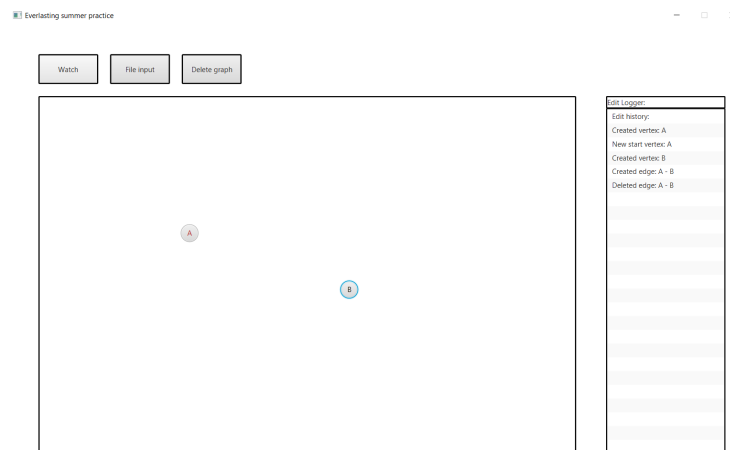 Everlasting summer practice
Watch
File input
Delete graph
Edit Logger:
Edit history:
Created vertex: A
New start vertex: A
Created vertex: B
Created edge: A - B
Deleted edge: A - B
A
B